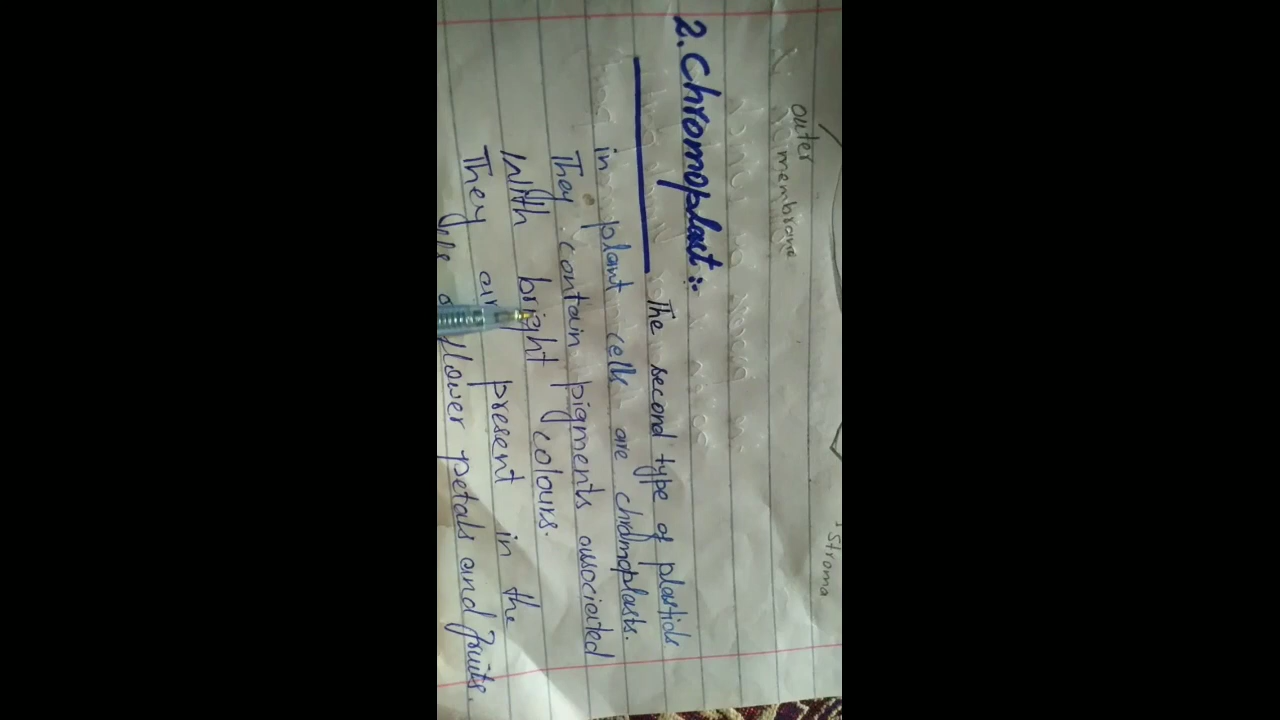 outer
membrane
Stroma
2. Chromoplast :-
The second type of plastids
in plant cells are chromoplasts.
They contain pigments associated
With bright colours.
They are present in the
flower petals and fruits.